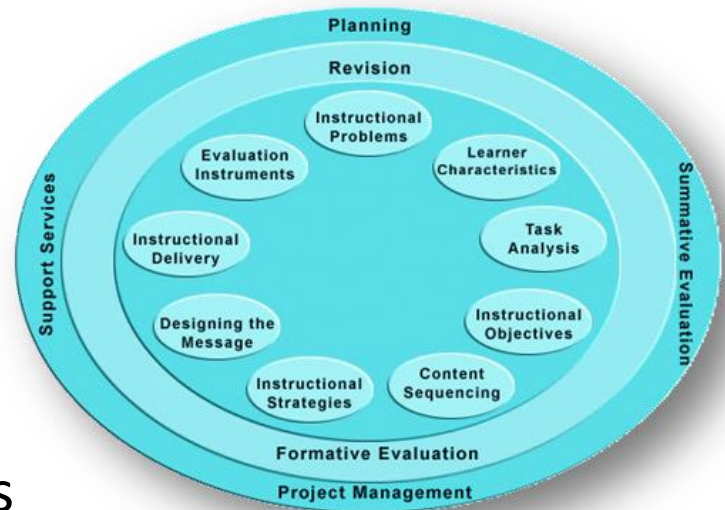 Planning
Revision
Instructional
Problems
Evaluation
Instruments
Learner
Characteristics
Instructional
Delivery
Task
Analysis
Support Services
Summative Evaluation
Designing the
Message
Instructional
Objectives
Instructional
Strategies
Content
Sequencing
Formative Evaluation
Project Management
s